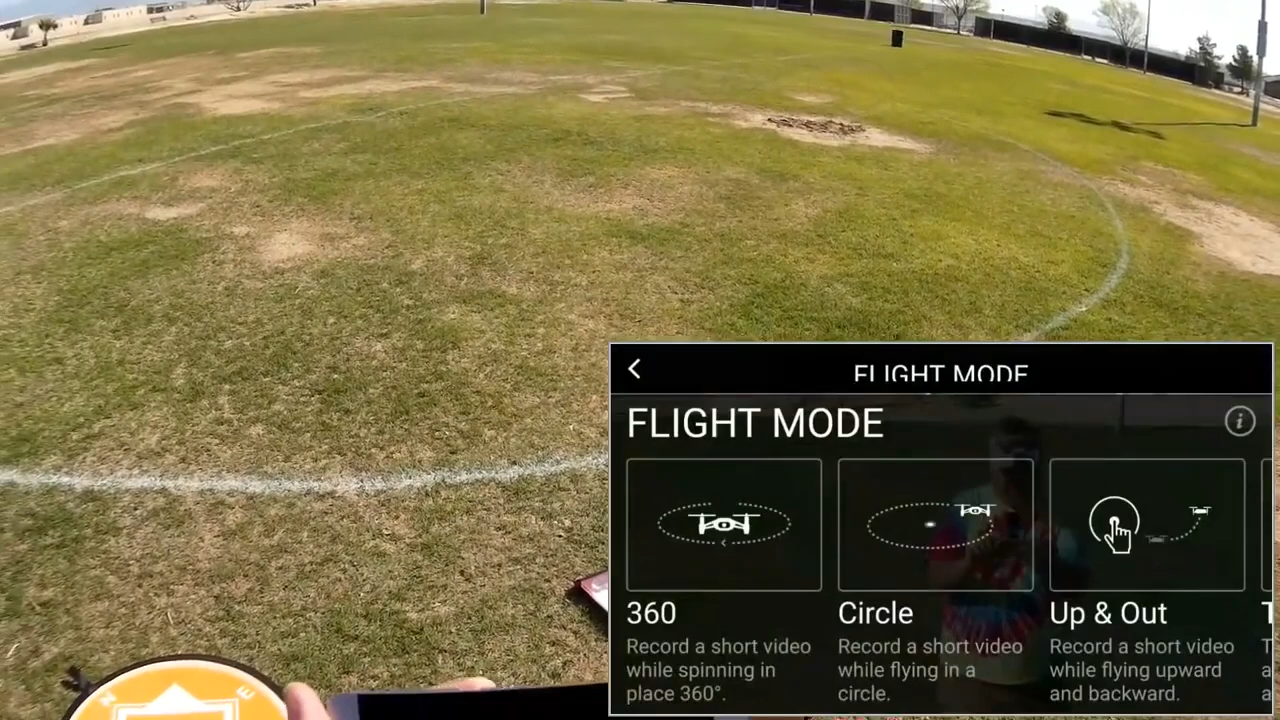 FLIGHT MODE
FLIGHT MODE
360
Circle
Up & Out
Record a short video
while spinning in
place 360°.
Record a short video
while flying in a
circle.
Record a short video
while flying upward
and backward.
N
E